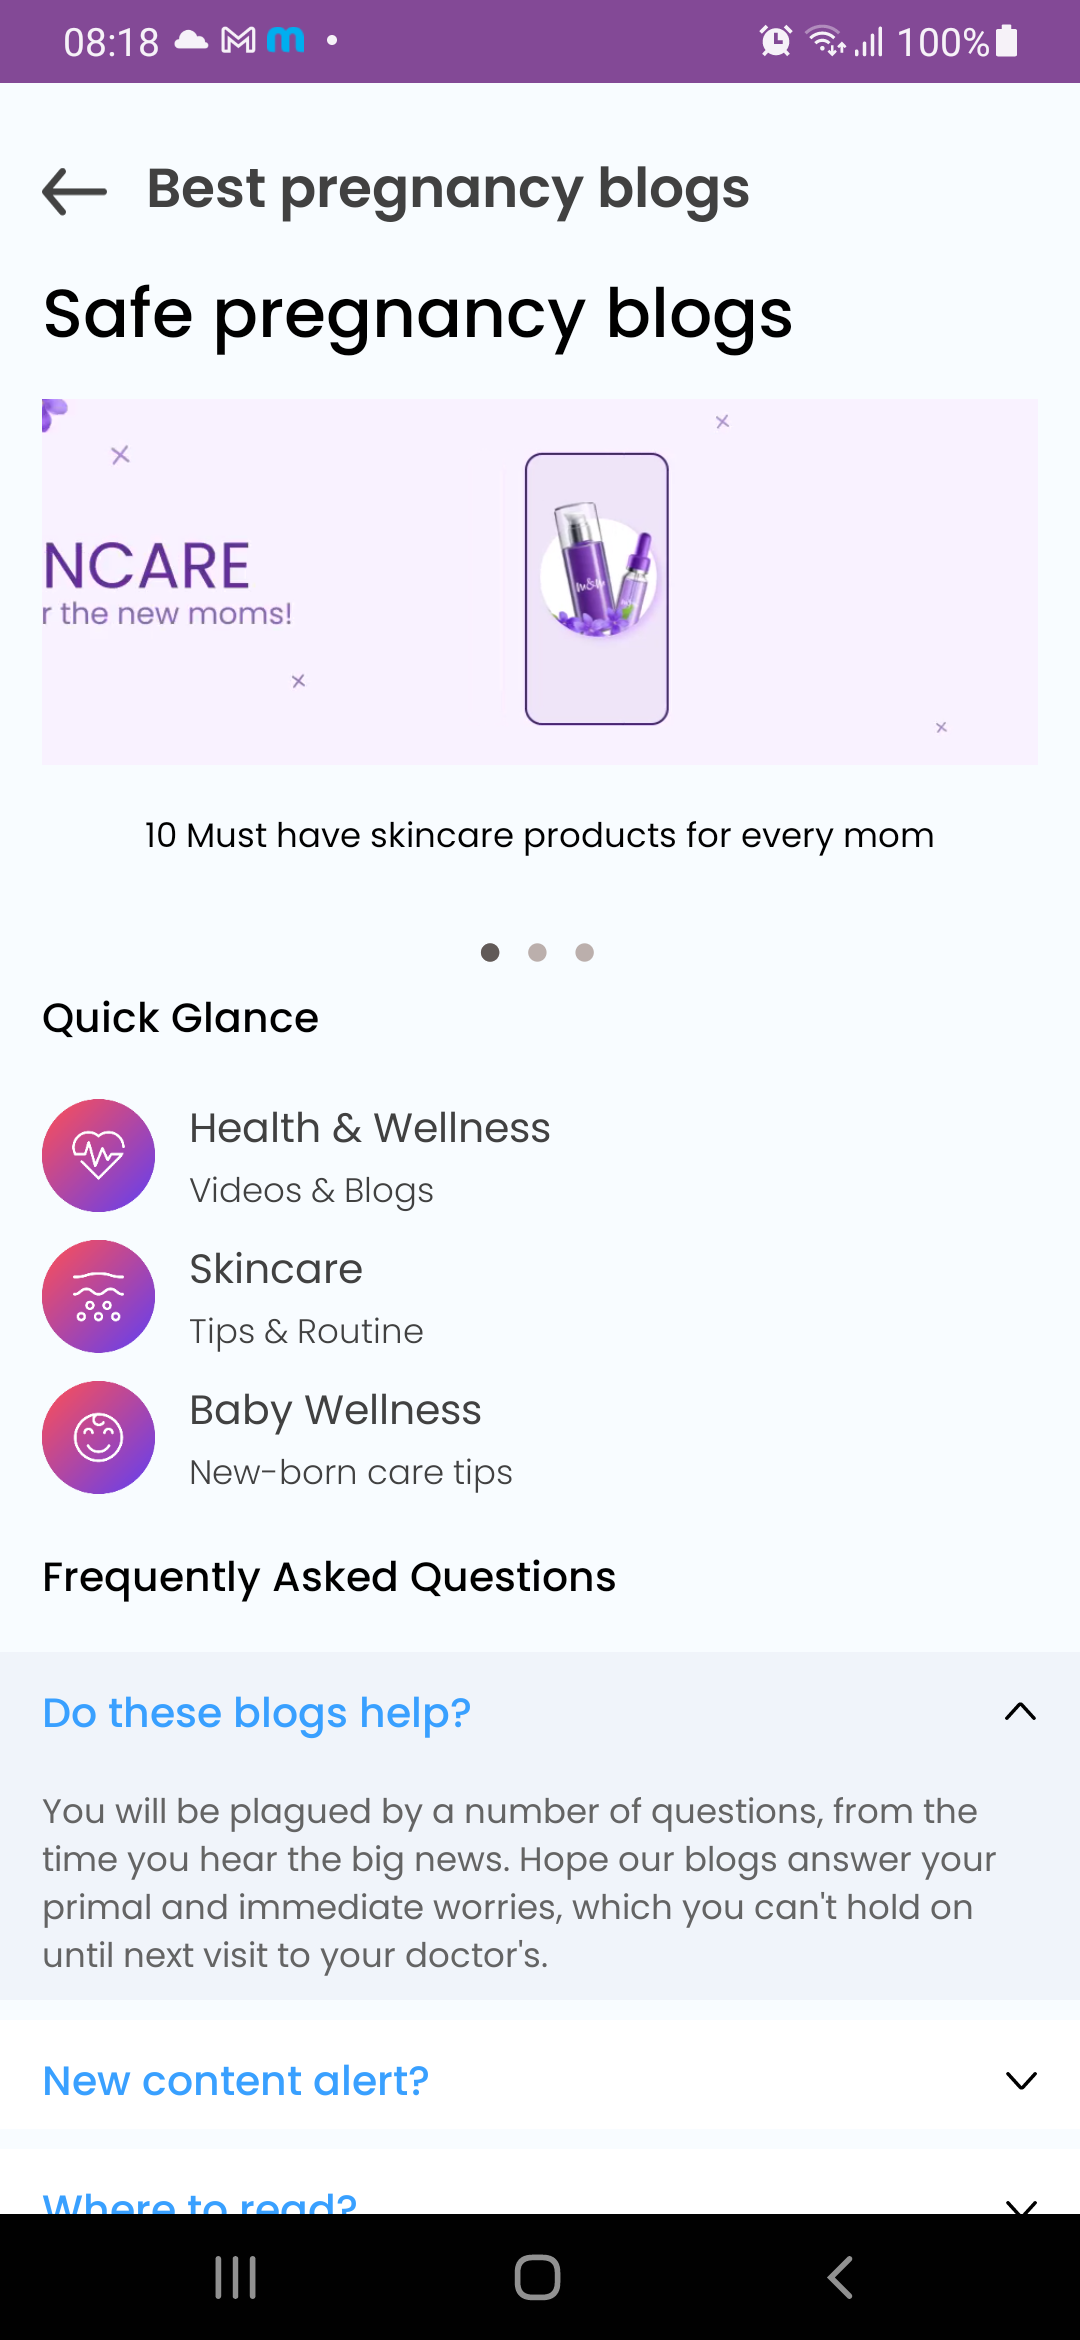 08:18
100%
Best pregnancy blogs
Safe pregnancy blogs
NCARE
r the new moms!
m&m
10 Must have skincare products for every mom
Quick Glance
Health & Wellness
Videos & Blogs
Skincare
Tips & Routine
Baby Wellness
New-born care tips
Frequently Asked Questions
Do these blogs help?
You will be plagued by a number of questions, from the
time you hear the big news. Hope our blogs answer your
primal and immediate worries, which you can't hold on
until next visit to your doctor's.
New content alert?
Where to read?